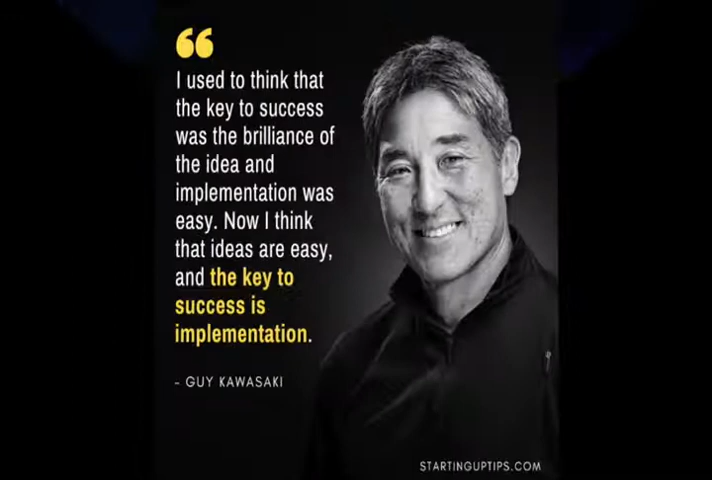 I used to think that
the key to success
was the brilliance of
the idea and
implementation was
easy. Now I think
that ideas are easy,
and the key to
success is
implementation.
- GUY KAWASAKI
STARTINGUPTIPS.COM